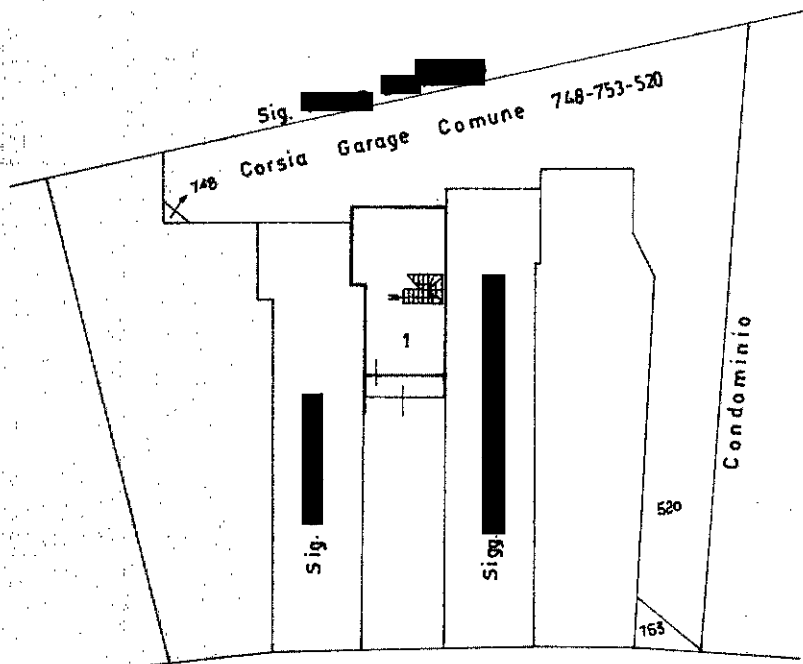 Sig.
Corsia Garage Comune 748-753-520
748
1
Condominio
Sig.
Sigg.
520
753